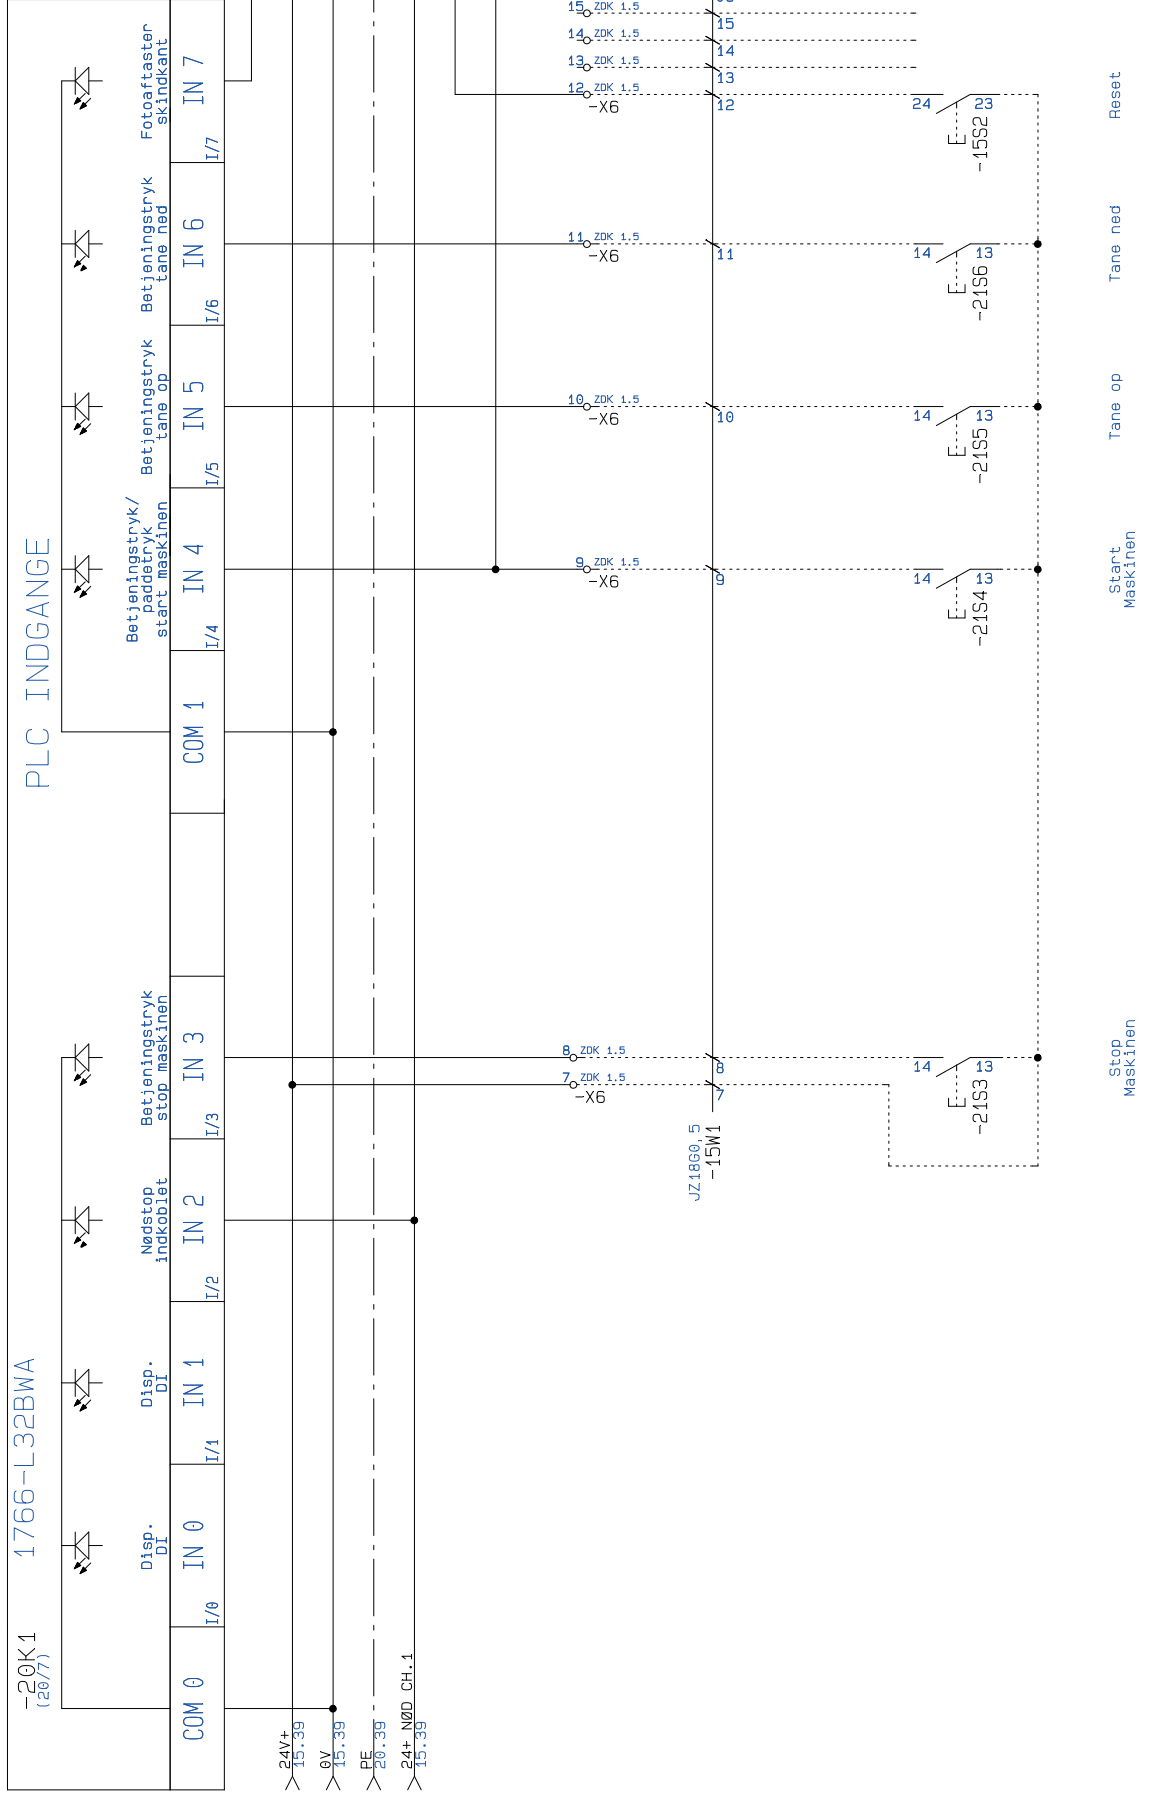 -20K1
(20/7)
1766-L32BWA
PLC INDGANGE
Disp.
DI
Disp.
DI
Nødstop
indkoblet
Betjeningstryk
stop maskinen
Betjeningstryk/
paddetryk
start maskinen
Betjeningstryk
tane op
Betjeningstryk
tane ned
Fotoaftaster
skindkant
COM 0
IN 0
IN 1
IN 2
IN 3
COM 1
IN 4
IN 5
IN 6
IN 7
I/0
I/1
I/2
I/3
I/4
I/5
I/6
I/7
24V+
15.39
0V
15.39
PE
20.39
24+ NØD CH.1
15.39
7 ZDK 1.5
-X6
8 ZDK 1.5
9 ZDK 1.5
-X6
10 ZDK 1.5
-X6
11 ZDK 1.5
-X6
12 ZDK 1.5
-X6
13 ZDK 1.5
14 ZDK 1.5
15 ZDK 1.5
JZ18G0,5
-15W1
7
8
9
10
11
12
13
14
15
14 13
-21S3
14 13
-21S4
14 13
-21S5
14 13
-21S6
24 23
-15S2
Stop
Maskinen
Start
Maskinen
Tane op
Tane ned
Reset